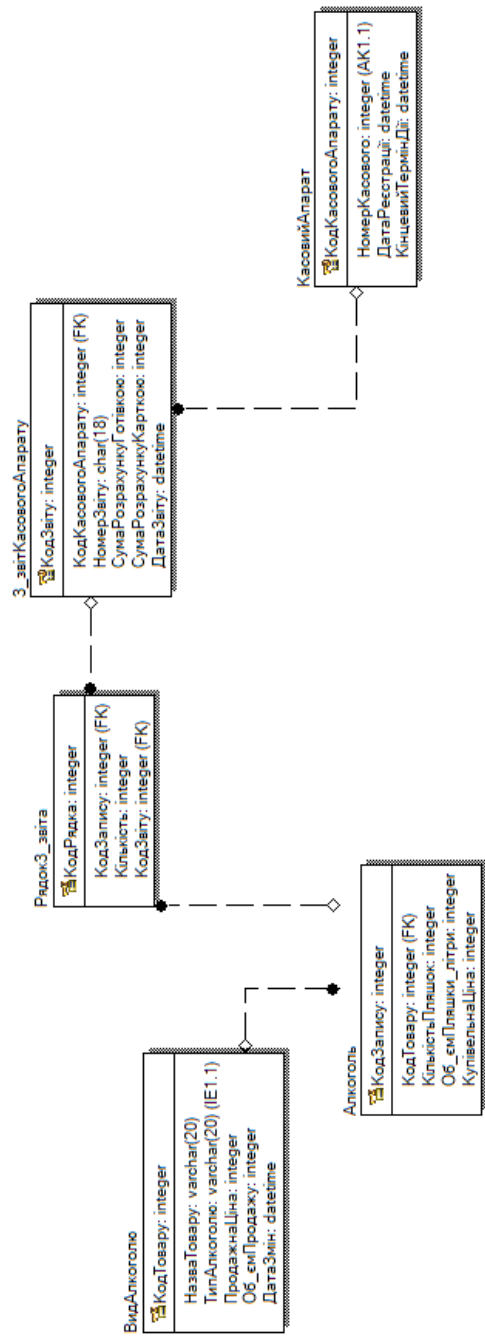 ВидАлкоголю
КодТовару: integer
НазваТовару: varchar(20)
ТипАлкоголю: varchar(20) (IE1.1)
ПродажнаЦіна: integer
Об_ємПродажу: integer
ДатаЗмін: datetime
Алкоголь
КодЗапису: integer
КодТовару: integer (FK)
КількістьПляшок: integer
Об_ємПляшки_літри: integer
КупівельнаЦіна: integer
РядокЗ_звіта
КодРядка: integer
КодЗапису: integer (FK)
Кількість: integer
КодЗвіту: integer (FK)
З_звітКасовогоАпарату
КодЗвіту: integer
КодКасовогоАпарату: integer (FK)
НомерЗвіту: char(18)
СумаРозрахункуГотівкою: integer
СумаРозрахункуКарткою: integer
ДатаЗвіту: datetime
КасовийАпарат
КодКасовогоАпарату: integer
НомерКасового: integer (AK1.1)
ДатаРеєстрації: datetime
КінцевийТермінДії: datetime